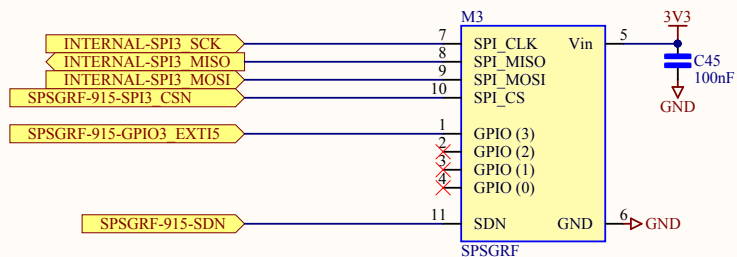 M3
INTERNAL-SPI3_SCK 7 SPI_CLK Vin 5 3V3
INTERNAL-SPI3_MISO 8 SPI_MISO C45
INTERNAL-SPI3_MOSI 9 SPI_MOSI 100nF
SPSGRF-915-SPI3_CSN 10 SPI_CS GND
SPSGRF-915-GPIO3_EXTI5 1 GPIO (3)
2 GPIO (2)
3 GPIO (1)
4 GPIO (0)
SPSGRF-915-SDN 11 SDN GND 6 GND
SPSGRF